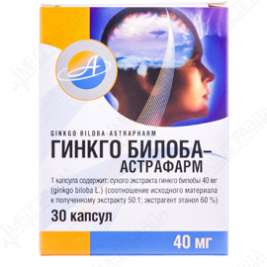 А
GINKGO BILOBA-ASTRAPHARM
ГИНКГО БИЛОБА-
АСТРАФАРМ
1 капсула содержит: сухого экстракта гинкго билобы 40 мг
(ginkgo biloba L.) (соотношение исходного материала
к полученному экстракту 50:1; экстрагент этанол 60 %)
30 капсул
40 мг